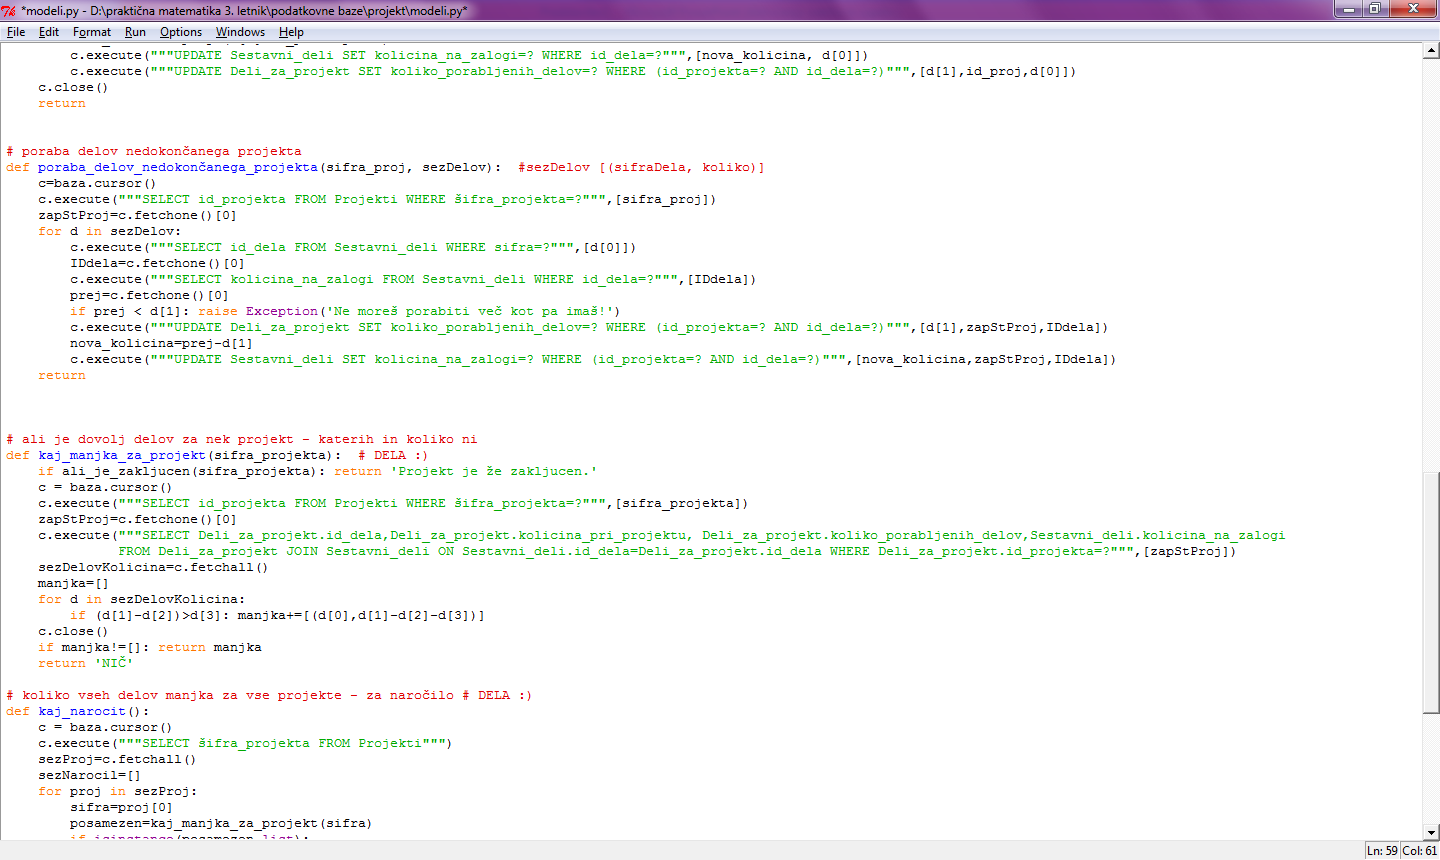 *modeli.py - D:\praktična matematika 3. letnik\podatkovne baze\projekt\modeli.py*
File Edit Format Run Options Windows Help
c.execute("""UPDATE Sestavni_deli SET kolicina_na_zalogi=? WHERE id_dela=?""",[nova_kolicina, d[0]])
c.execute("""UPDATE Deli_za_projekt SET koliko_porabljenih_delov=? WHERE (id_projekta=? AND id_dela=?)""",[d[1],id_proj,d[0]])
c.close()
return
# poraba delov nedokončanega projekta
def poraba_delov_nedokončanega_projekta(sifra_proj, sezDelov):  #sezDelov [(sifraDela, koliko)]
c=baza.cursor()
c.execute("""SELECT id_projekta FROM Projekti WHERE šifra_projekta=?""",[sifra_proj])
zapStProj=c.fetchone()[0]
for d in sezDelov:
c.execute("""SELECT id_dela FROM Sestavni_deli WHERE sifra=?""",[d[0]])
IDdela=c.fetchone()[0]
c.execute("""SELECT kolicina_na_zalogi FROM Sestavni_deli WHERE id_dela=?""",[IDdela])
prej=c.fetchone()[0]
if prej < d[1]: raise Exception('Ne moreš porabiti več kot pa imaš!')
c.execute("""UPDATE Deli_za_projekt SET koliko_porabljenih_delov=? WHERE (id_projekta=? AND id_dela=?)""",[d[1],zapStProj,IDdela])
nova_kolicina=prej-d[1]
c.execute("""UPDATE Sestavni_deli SET kolicina_na_zalogi=? WHERE (id_projekta=? AND id_dela=?)""",[nova_kolicina,zapStProj,IDdela])
return
# ali je dovolj delov za nek projekt - katerih in koliko ni
def kaj_manjka_za_projekt(sifra_projekta):  # DELA :)
if ali_je_zakljucen(sifra_projekta): return 'Projekt je že zakljucen.'
c = baza.cursor()
c.execute("""SELECT id_projekta FROM Projekti WHERE šifra_projekta=?""",[sifra_projekta])
zapStProj=c.fetchone()[0]
c.execute("""SELECT Deli_za_projekt.id_dela,Deli_za_projekt.kolicina_pri_projektu, Deli_za_projekt.koliko_porabljenih_delov,Sestavni_deli.kolicina_na_zalogi
FROM Deli_za_projekt JOIN Sestavni_deli ON Sestavni_deli.id_dela=Deli_za_projekt.id_dela WHERE Deli_za_projekt.id_projekta=?""",[zapStProj])
sezDelovKolicina=c.fetchall()
manjka=[]
for d in sezDelovKolicina:
if (d[1]-d[2])>d[3]: manjka+=[(d[0],d[1]-d[2]-d[3])]
c.close()
if manjka!=[]: return manjka
return 'NIČ'
# koliko vseh delov manjka za vse projekte - za naročilo # DELA :)
def kaj_narocit():
c = baza.cursor()
c.execute("""SELECT šifra_projekta FROM Projekti""")
sezProj=c.fetchall()
sezNarocil=[]
for proj in sezProj:
sifra=proj[0]
posamezen=kaj_manjka_za_projekt(sifra)
Ln: 59 Col: 61